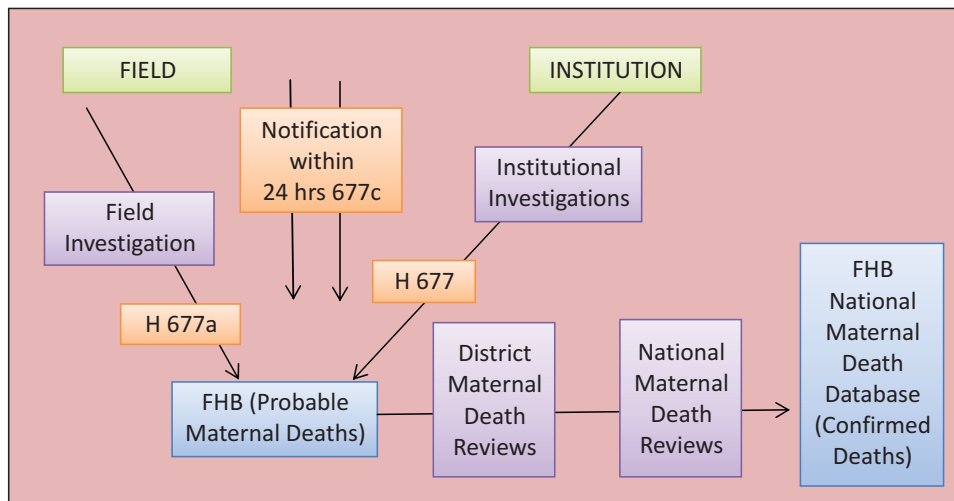 FIELD
INSTITUTION
Notification
within
24 hrs 677c
Institutional
Investigations
Field
Investigation
H 677
H 677a
FHB (Probable
Maternal Deaths)
District
Maternal
Death
Reviews
National
Maternal
Death
Reviews
FHB
National
Maternal
Death
Database
(Confirmed
Deaths)